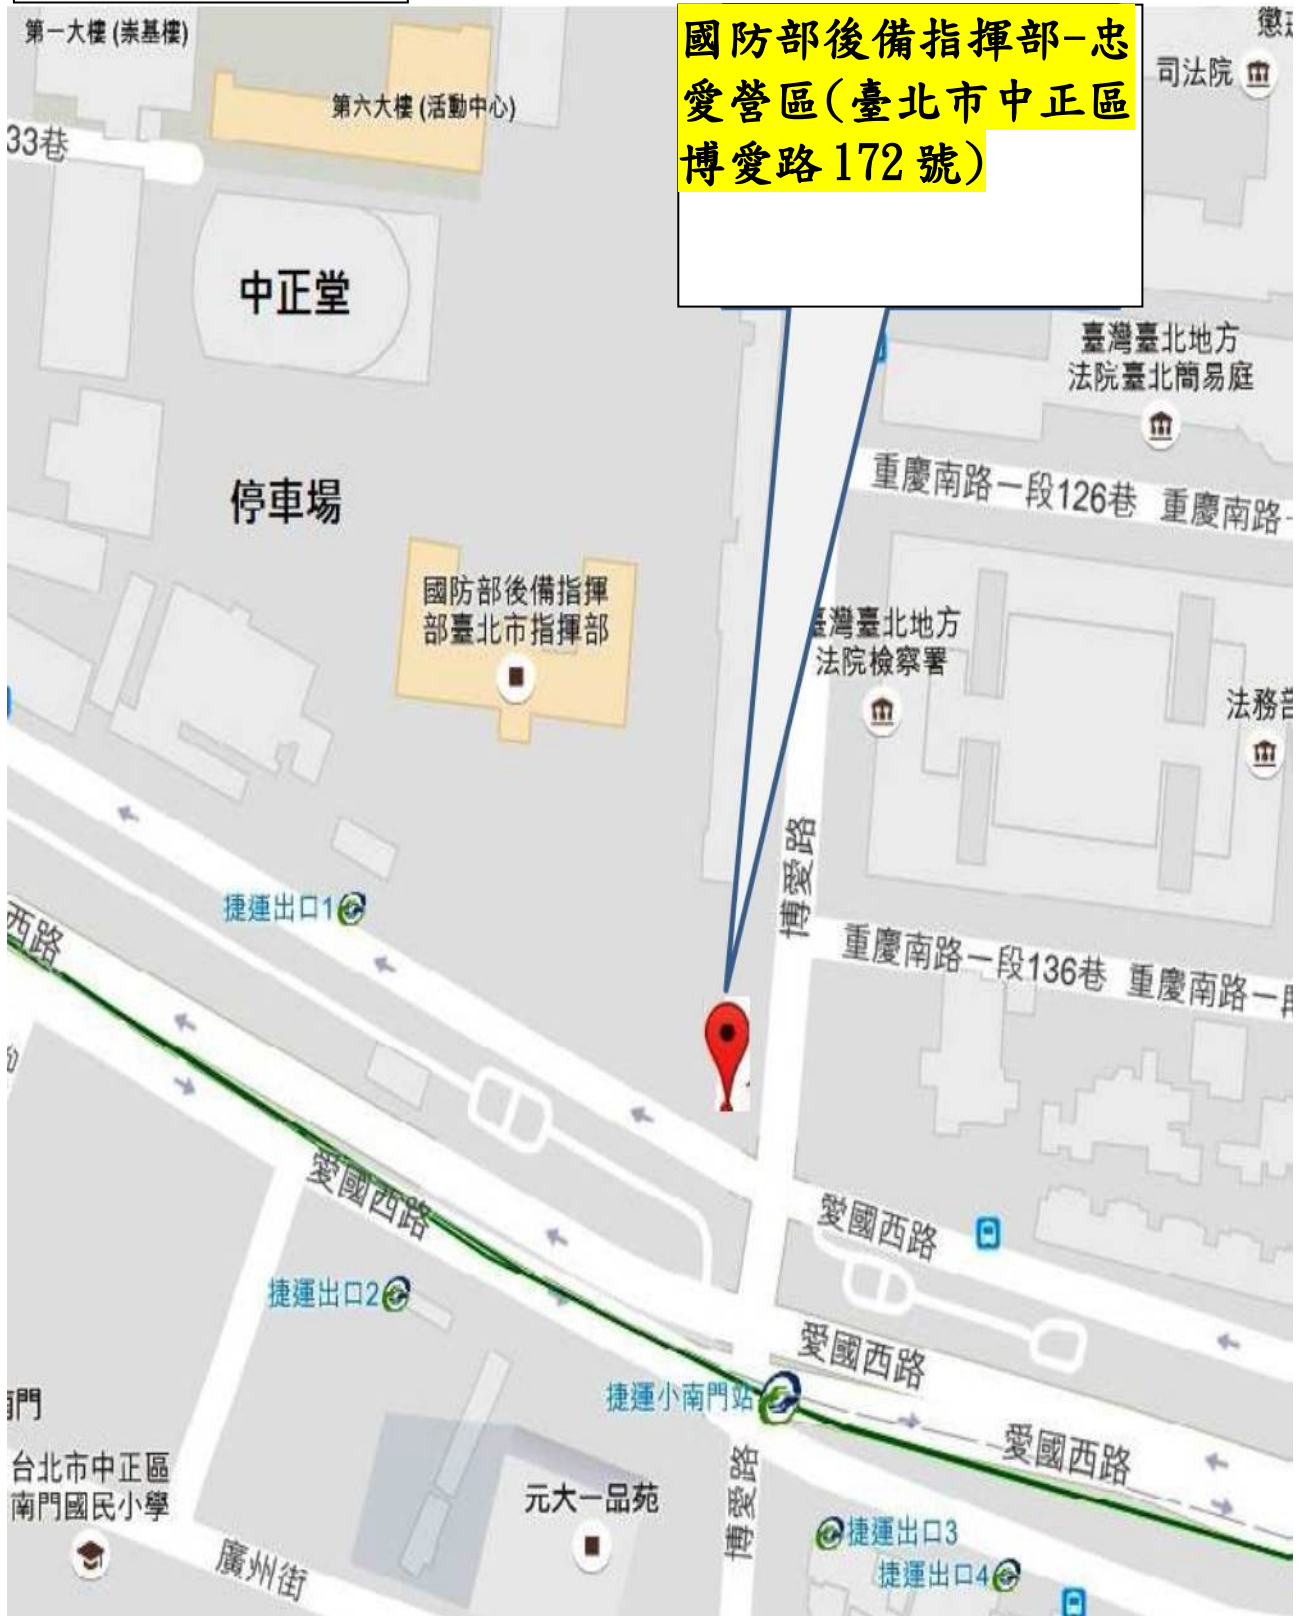 第一大樓 (崇基樓)
第六大樓 (活動中心)
33巷
國防部後備指揮部-忠
愛營區(臺北市中正區
博愛路 172 號)
司法院
中正堂
臺灣臺北地方
法院臺北簡易庭
停車場
重慶南路一段126巷
重慶南路一
國防部後備指揮
部臺北市指揮部
臺灣臺北地方
法院檢察署
法務部
博愛路
捷運出口1
西路
重慶南路一段136巷
重慶南路一段
愛國西路
愛國西路
捷運出口2
愛國西路
捷運小南門站
愛國西路
南門
台北市中正區
南門國民小學
元大一品苑
博愛路
捷運出口3
捷運出口4
廣州街